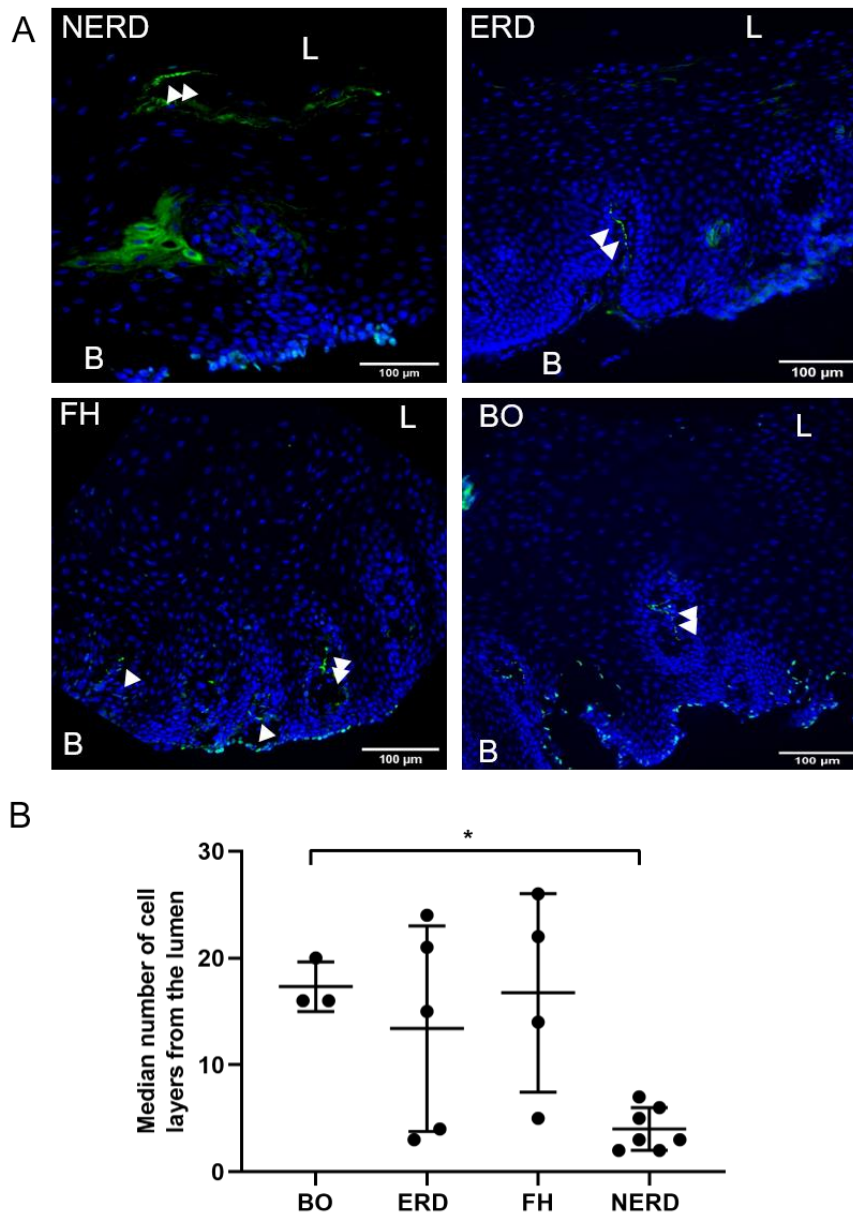 A
NERD
L
B
100 µm
ERD
L
B
100 µm
FH
L
B
100 µm
BO
L
B
100 µm
B
*
Median number of cell
layers from the lumen
30
20
10
0
BO
ERD
FH
NERD